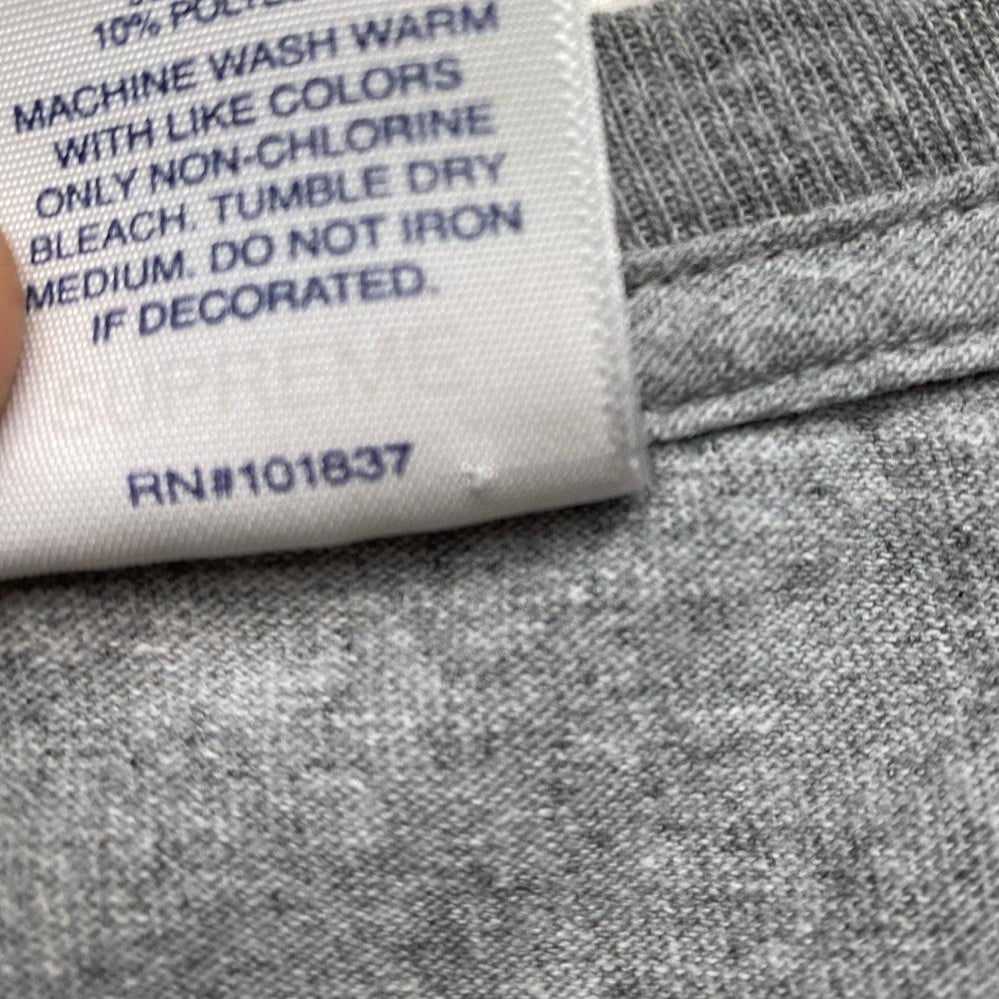 10%
MACHINE WASH WARM
WITH LIKE COLORS
ONLY NON-CHLORINE
BLEACH. TUMBLE DRY
MEDIUM. DO NOT IRON
IF DECORATED.
RN#101837